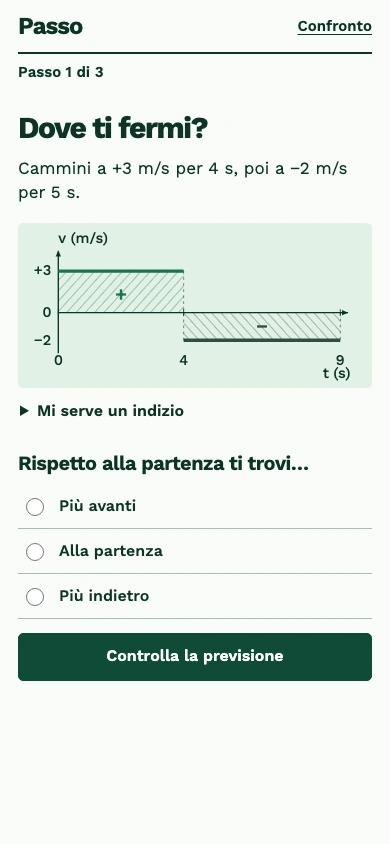 Passo
Confronto
Passo 1 di 3
Dove ti fermi?
Cammini a +3 m/s per 4 s, poi a −2 m/s
per 5 s.
v (m/s)
+3
+
0
−
−2
0
4
9
t (s)
Mi serve un indizio
Rispetto alla partenza ti trovi…
Più avanti
Alla partenza
Più indietro
Controlla la previsione